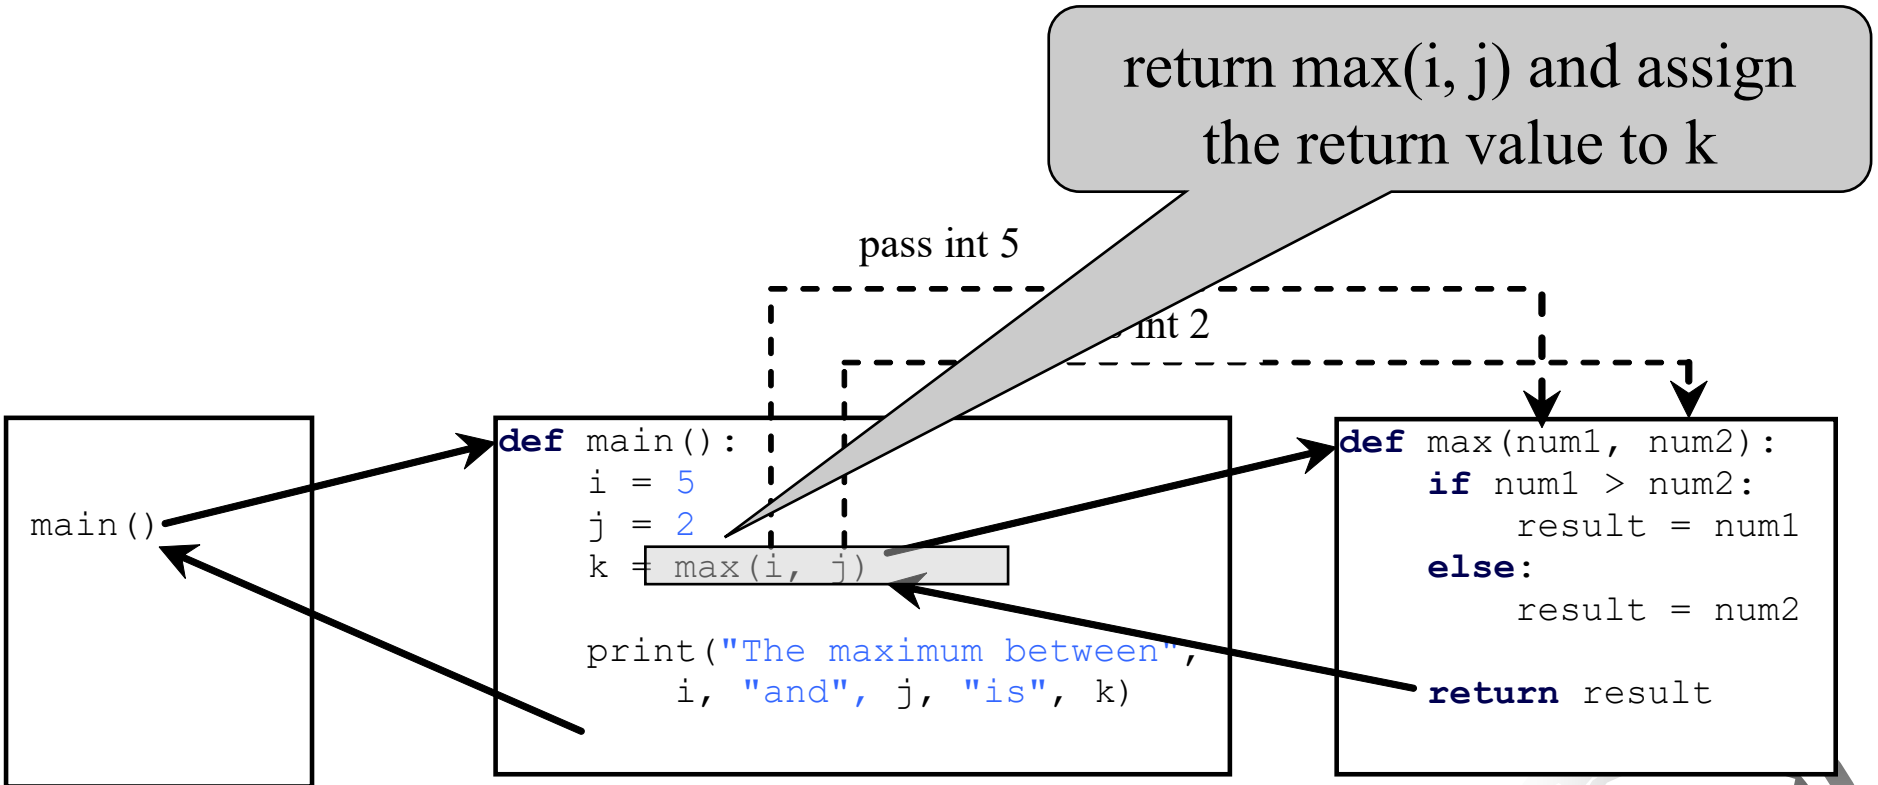 return max(i, j) and assign
the return value to k
pass int 5
int 2
main()
def main():
    i = 5
    j = 2
    k = max(i, j)
    print("The maximum between",
        i, "and", j, "is", k)
def max(num1, num2):
    if num1 > num2:
        result = num1
    else:
        result = num2
    return result